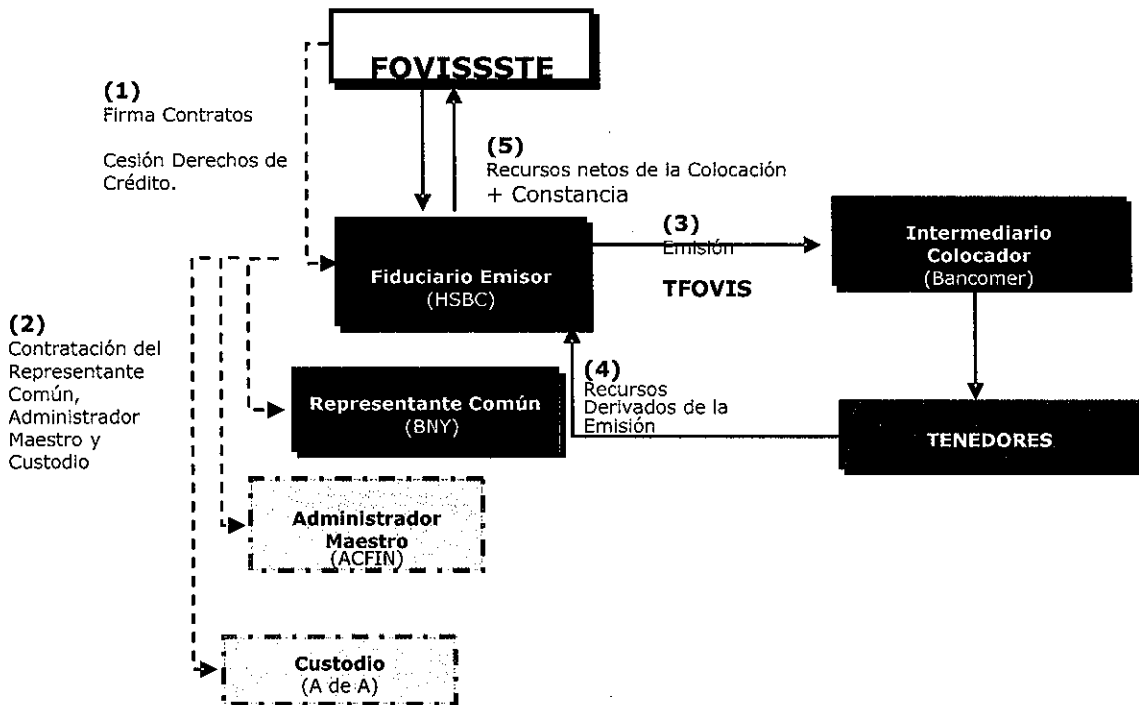 FOVISSSTE
(1)
Firma Contratos
Cesión Derechos de
Crédito.
(5)
Recursos netos de la Colocación
+ Constancia
(3)
Emisión
TFOVIS
Intermediario
Colocador
(Bancomer)
Fiduciario Emisor
(HSBC)
(2)
Contratación del
Representante
Común,
Administrador
Maestro y
Custodio
(4)
Recursos
Derivados de la
Emisión
Representante Común
(BNY)
TENEDORES
Administrador
Maestro
(ACFIN)
Custodio
(A de A)